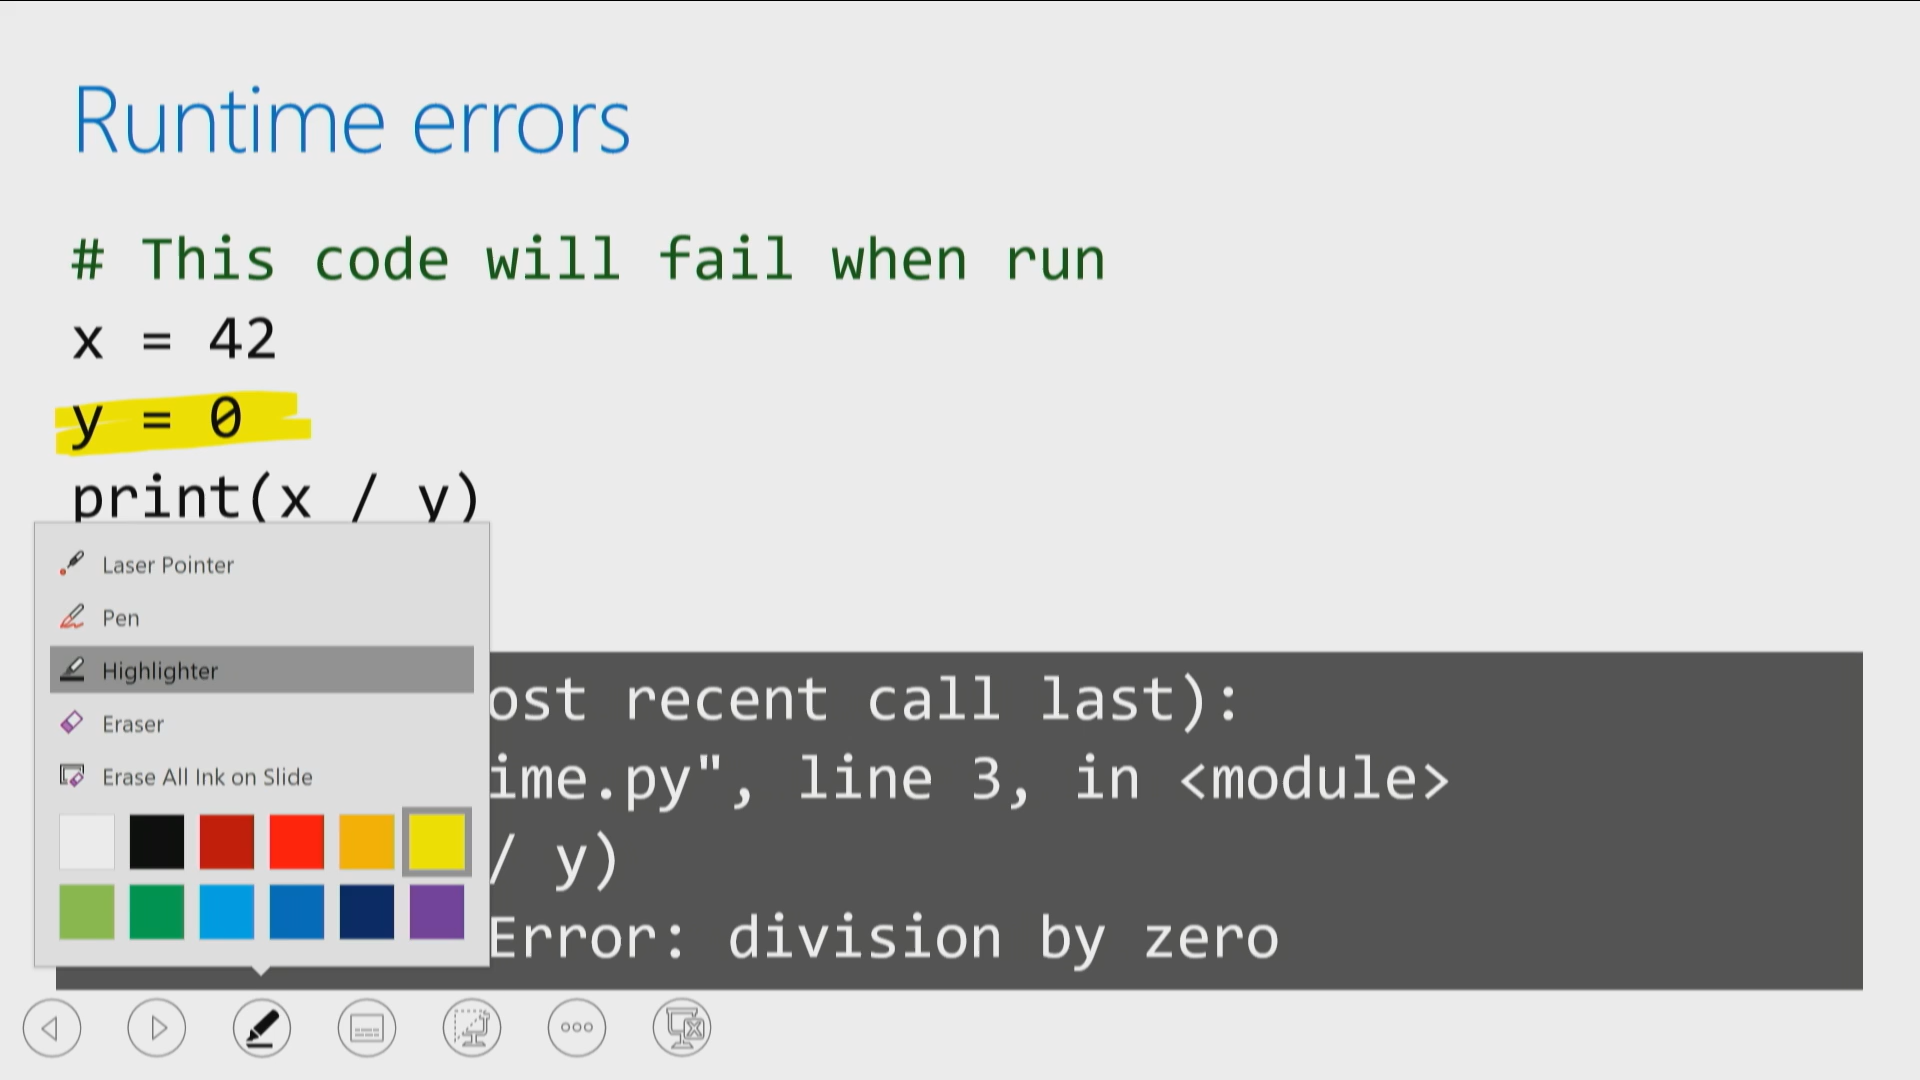 Runtime errors
# This code will fail when run
x = 42
y = 0
print(x / y)
Laser Pointer
Pen
Highlighter
Eraser
Erase All Ink on Slide
ost recent call last):
ime.py", line 3, in <module>
/ y)
Error: division by zero